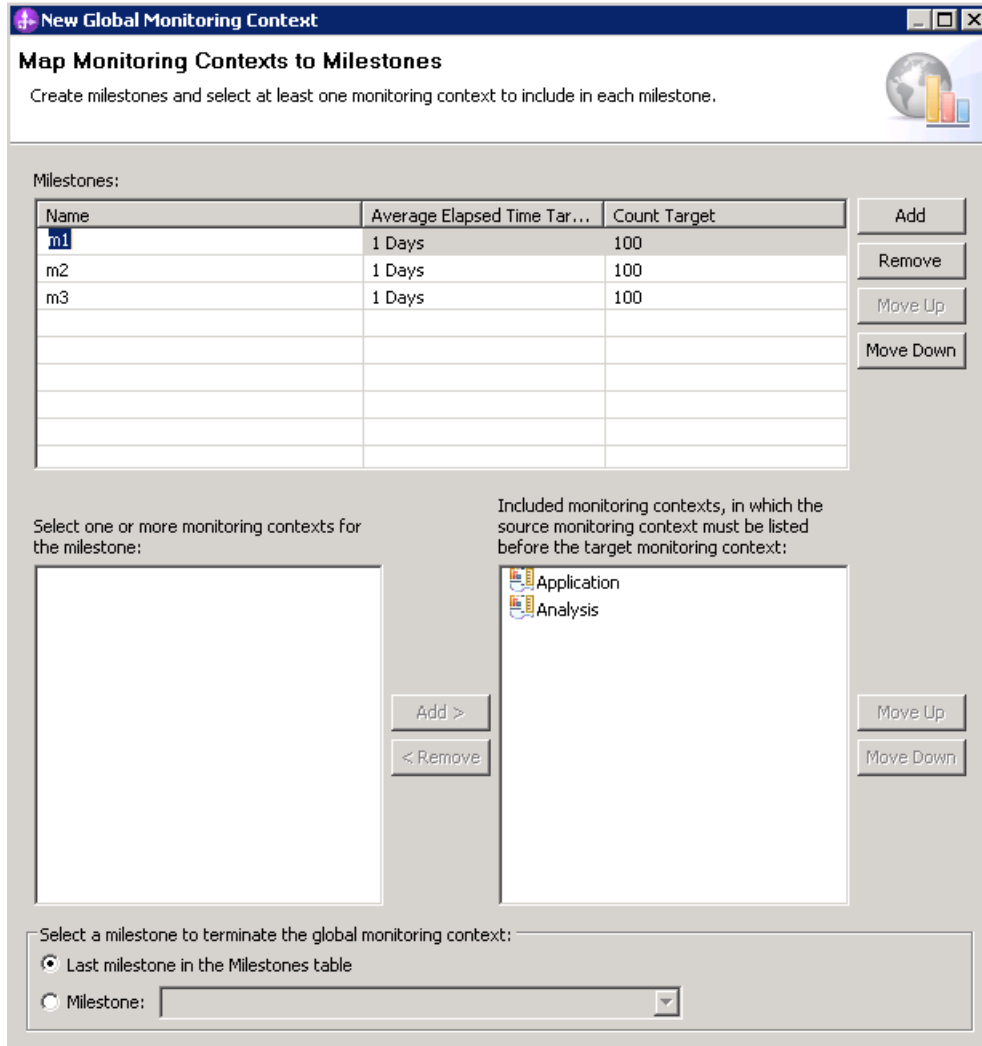 New Global Monitoring Context
Map Monitoring Contexts to Milestones
Create milestones and select at least one monitoring context to include in each milestone.
Milestones:
Name Average Elapsed Time Tar... Count Target
m1 1 Days 100
m2 1 Days 100
m3 1 Days 100
Add
Remove
Move Up
Move Down
Select one or more monitoring contexts for
the milestone:
Included monitoring contexts, in which the
source monitoring context must be listed
before the target monitoring context:
Application
Analysis
Add >
< Remove
Move Up
Move Down
Select a milestone to terminate the global monitoring context:
Last milestone in the Milestones table
Milestone: